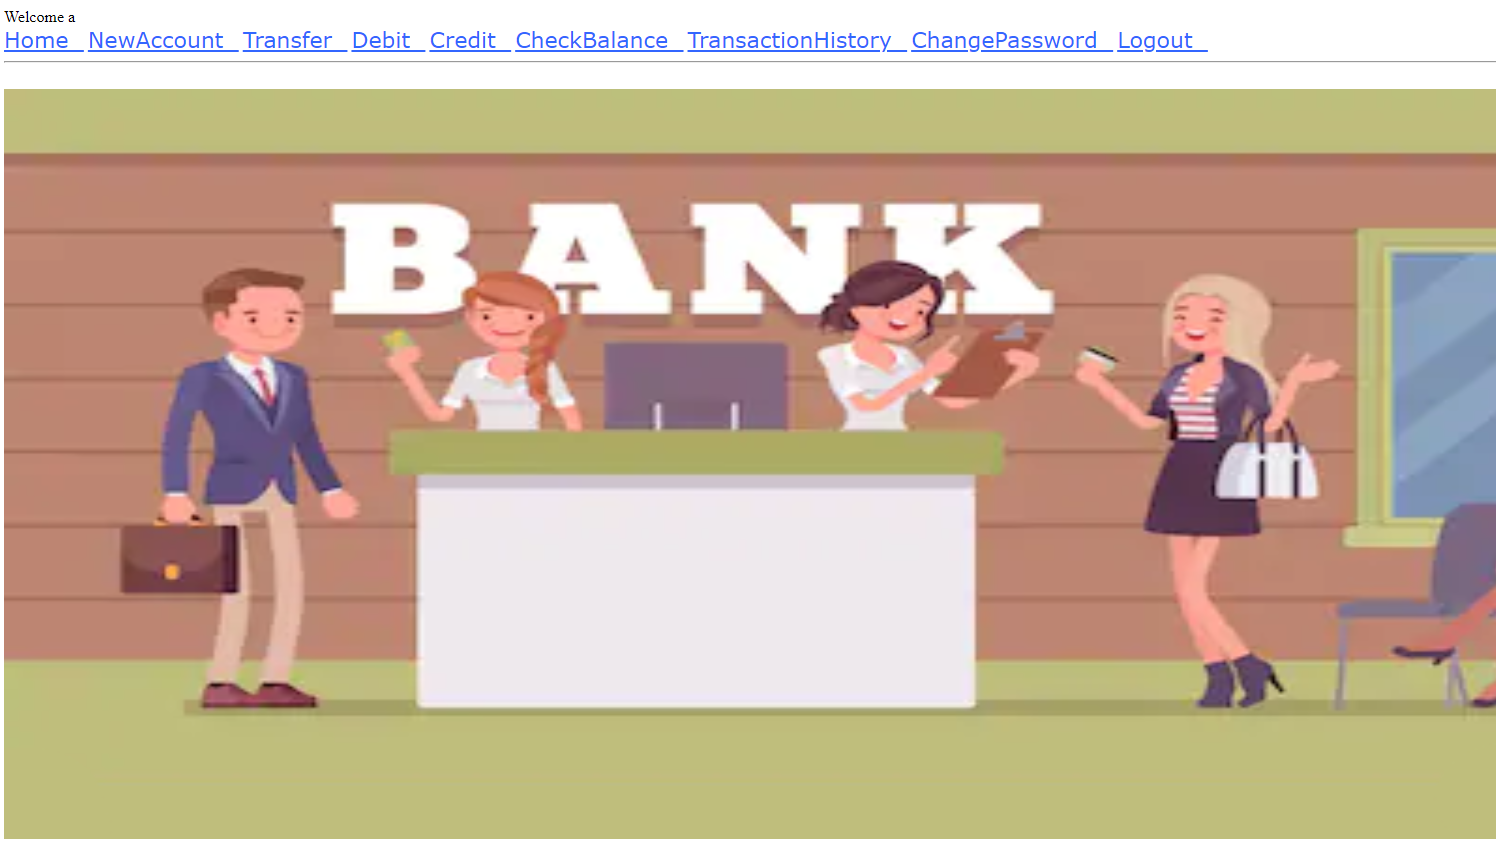 Welcome a
Home NewAccount Transfer Debit Credit CheckBalance TransactionHistory ChangePassword Logout
BANK